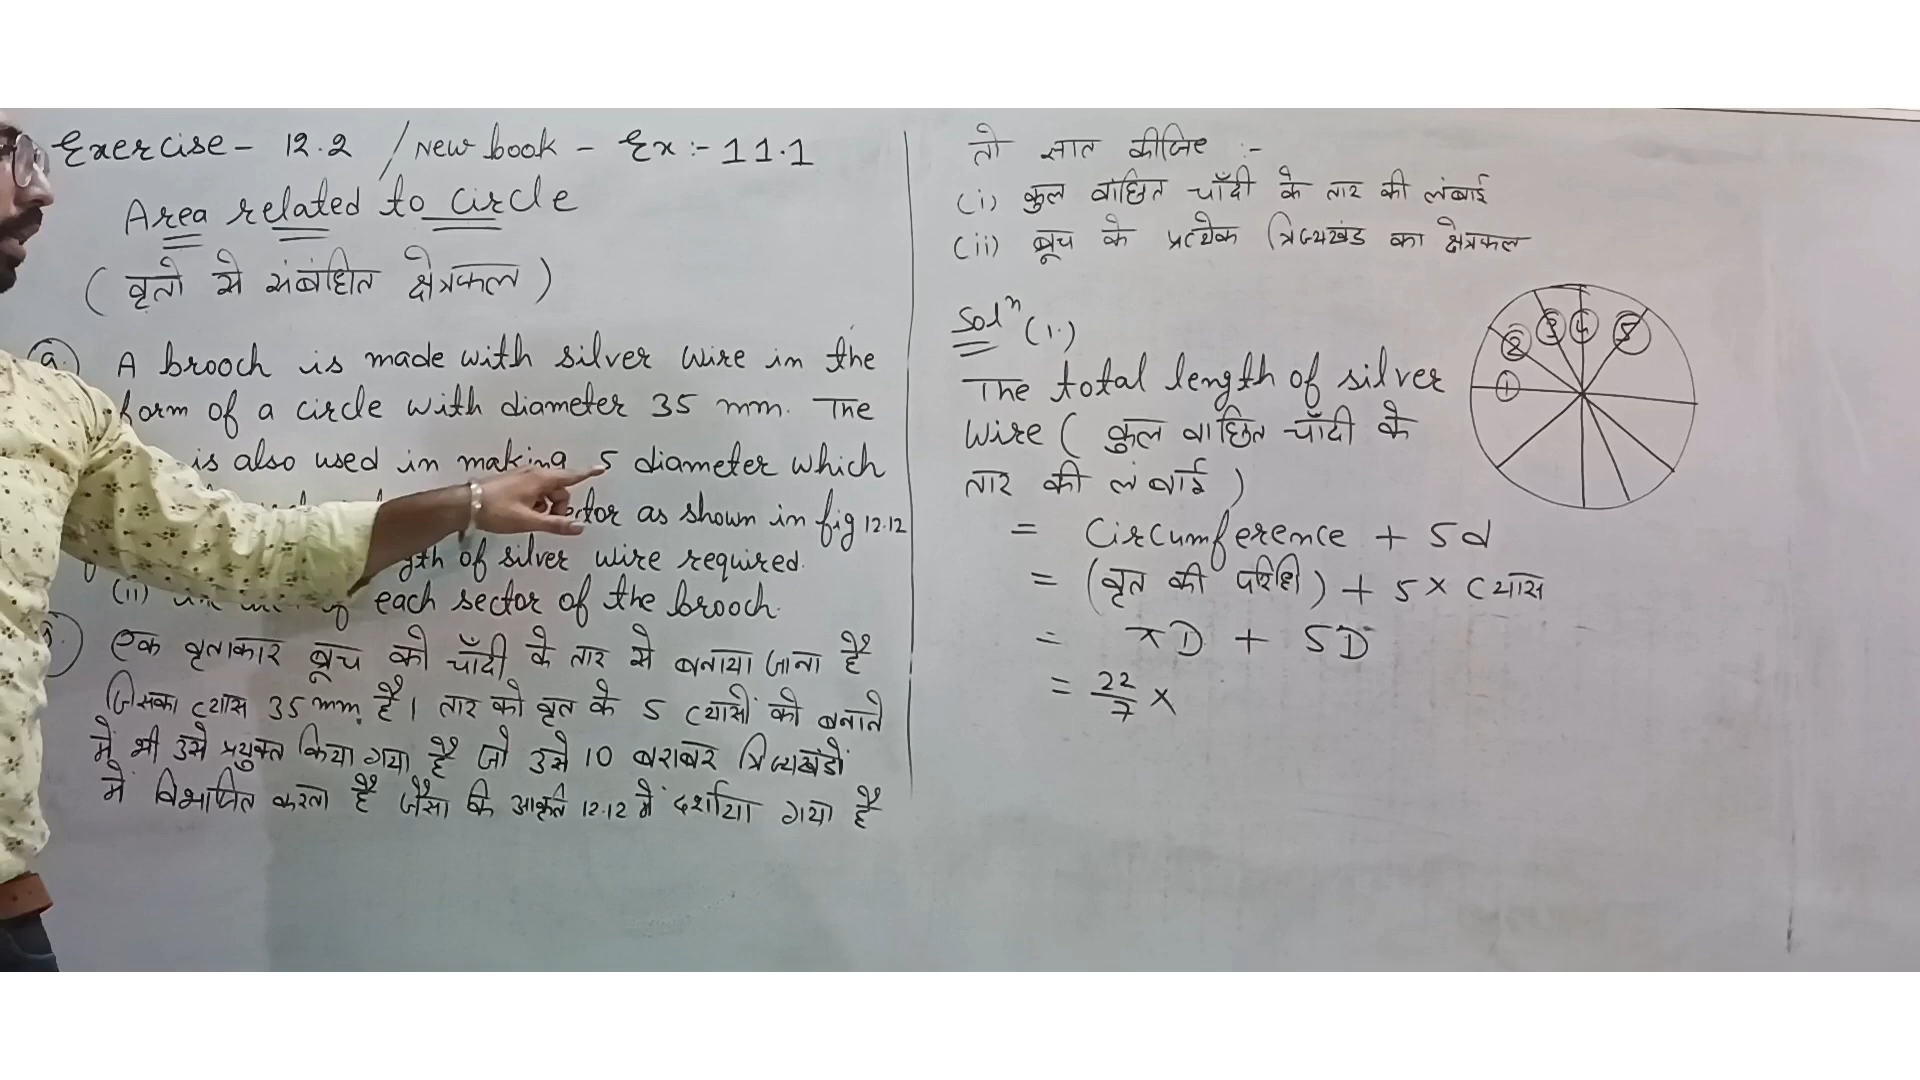 Exercise - 12.2 / New book - Ex :- 11.1
Area related to circle
( वृतो से संबंधित क्षेत्रफल )
A brooch is made with silver wire in the
form of a circle with diameter 35 mm. The
is also used in making 5 diameter which
as shown in fig 12.12
of silver wire required.
(ii) each sector of the brooch.
एक वृताकार ब्रूच को चाँदी के तार से बनाया जाना है
जिसका व्यास 35 mm है। तार को वृत के 5 व्यासों को बनाने
में भी उसे प्रयुक्त किया गया है जो उसे 10 बराबर त्रिज्यखंडों
में विभाजित करता है जैसा कि आकृति 12.12 में दर्शाया गया है
तो ज्ञात कीजिए :-
(i) कुल वांछित चाँदी के तार की लंबाई
(ii) ब्रूच के प्रत्येक त्रिज्यखंड का क्षेत्रफल
Solⁿ (1.)
The total length of silver
wire ( कुल वांछित चाँदी के
तार की लंबाई )
= Circumference + 5d
= (वृत की परिधि) + 5 × व्यास
= πD + 5D
= 22/7 ×
1 2 3 4 5